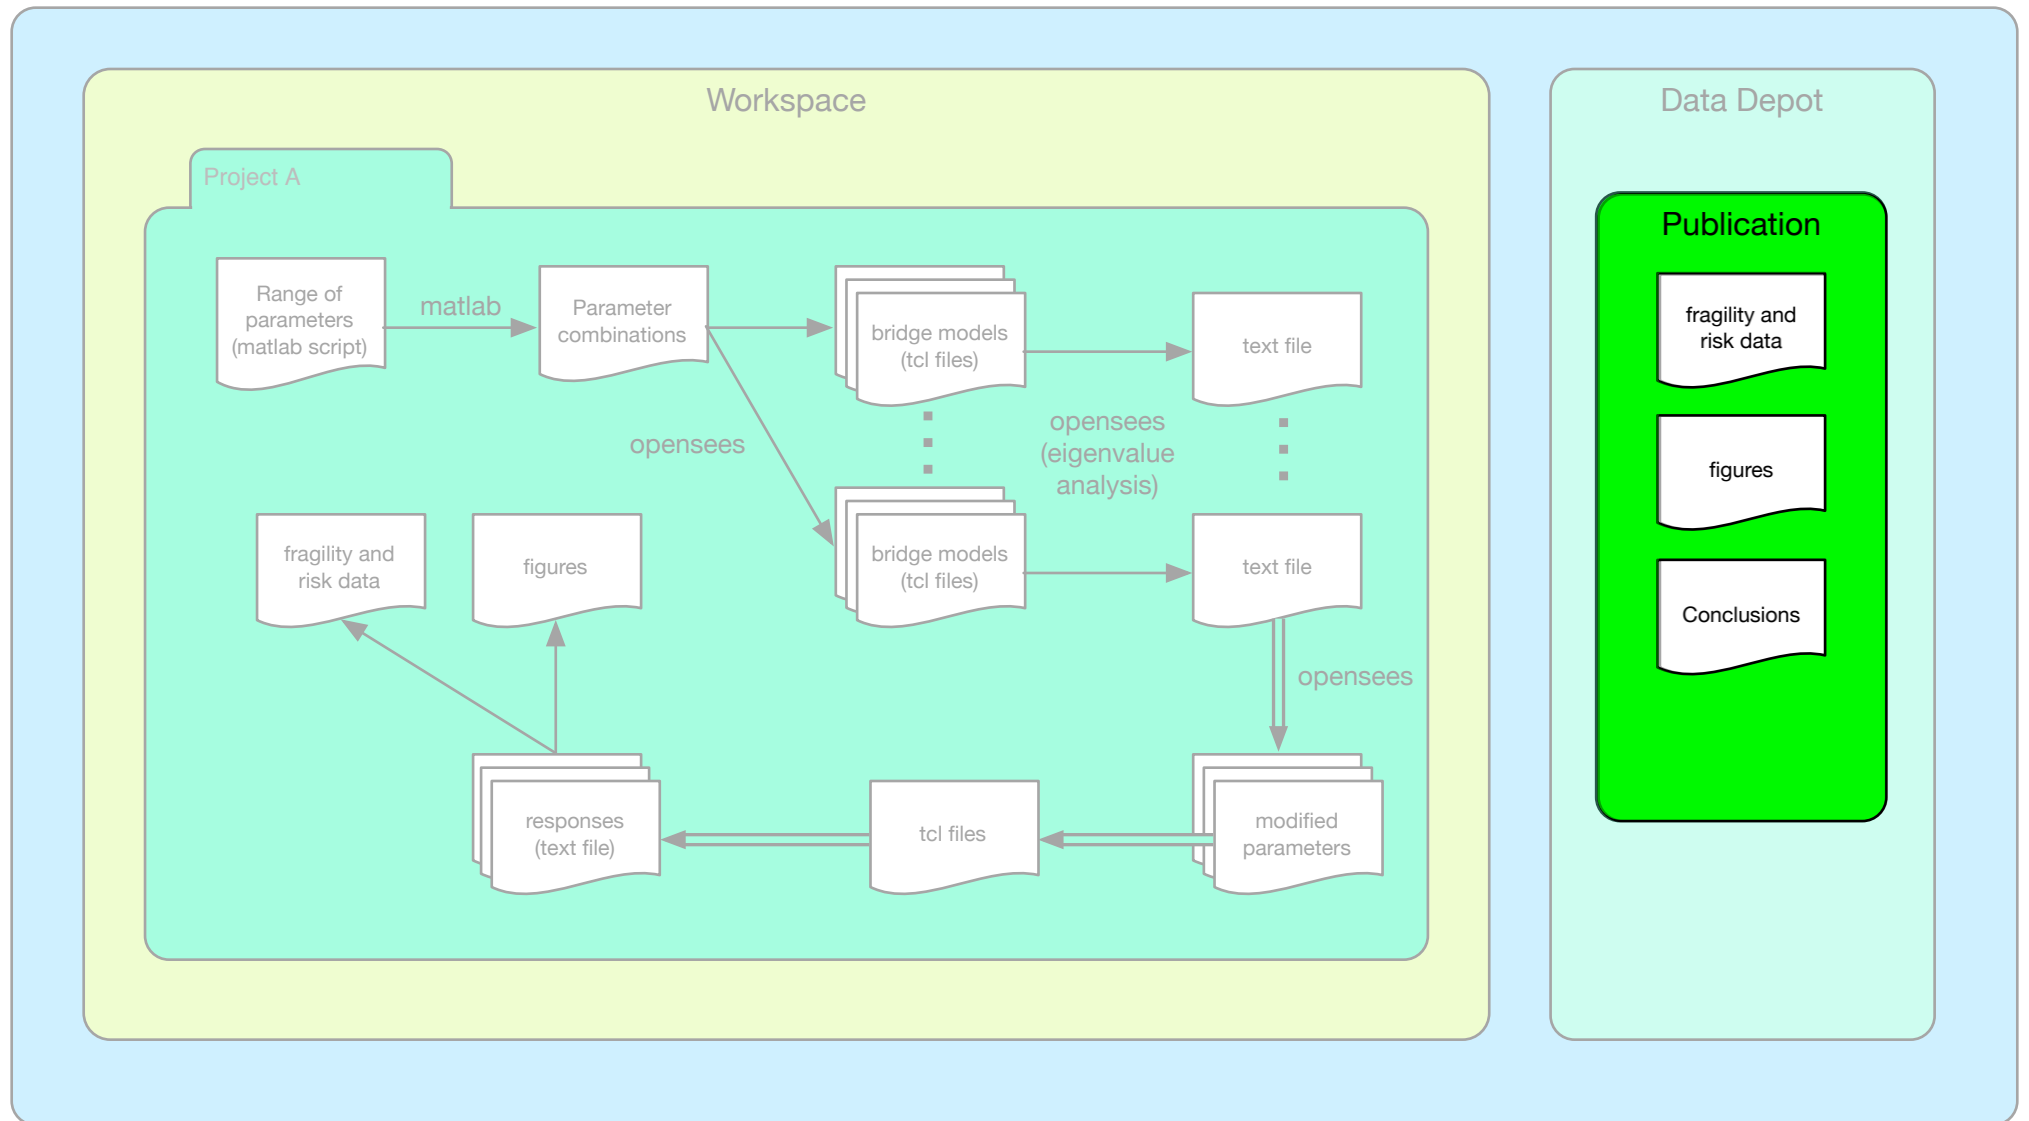 Workspace
Data Depot
Project A
Publication
Range of
parameters
(matlab script)
matlab
Parameter
combinations
bridge models
(tcl files)
text file
fragility and
risk data
opensees
opensees
(eigenvalue
analysis)
figures
fragility and
risk data
figures
bridge models
(tcl files)
text file
Conclusions
opensees
responses
(text file)
tcl files
modified
parameters